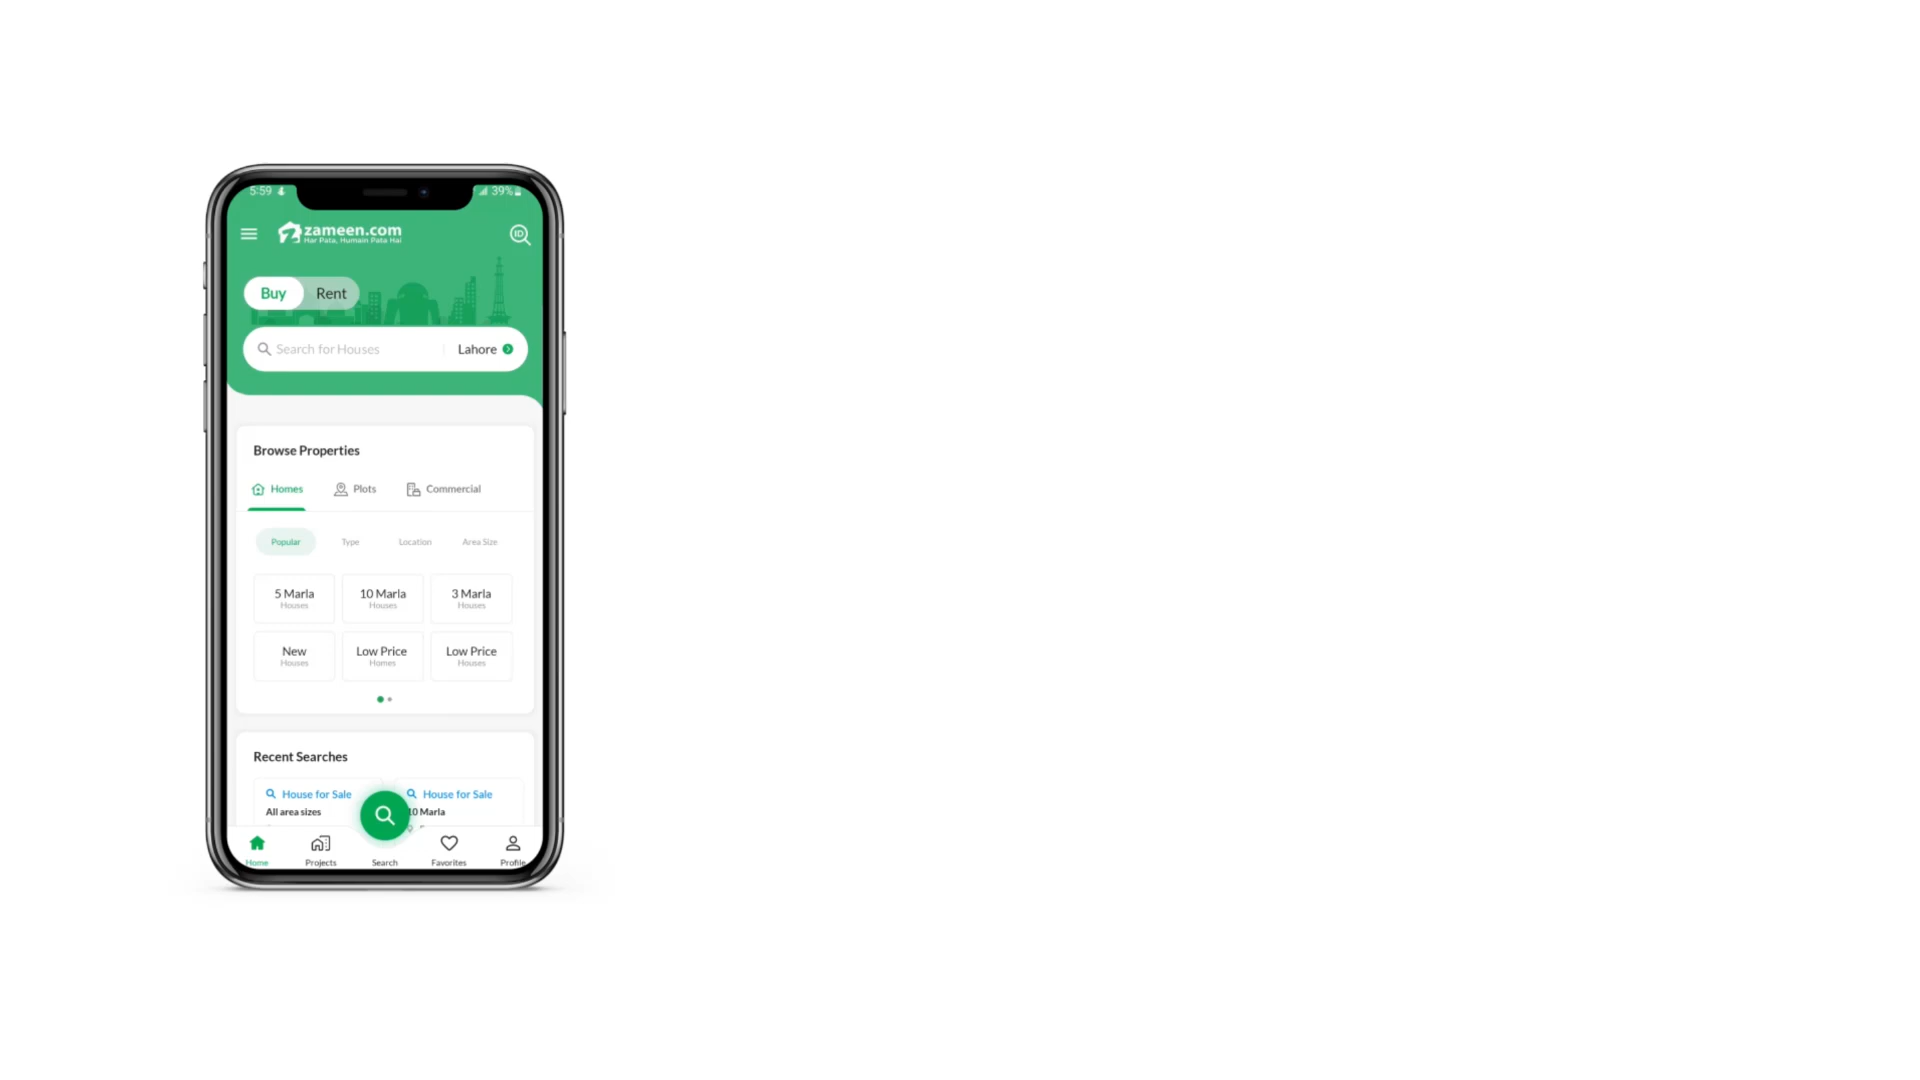 5:59 39%
zameen.com
Har Pata, Humain Pata Hai
ID
Buy Rent
Search for Houses Lahore
Browse Properties
Homes Plots Commercial
Popular Type Location Area Size
5 Marla 10 Marla 3 Marla
Houses Houses Houses
New Low Price Low Price
Houses Homes Houses
Recent Searches
House for Sale House for Sale
All area sizes 10 Marla
Home Projects Search Favorites Profile